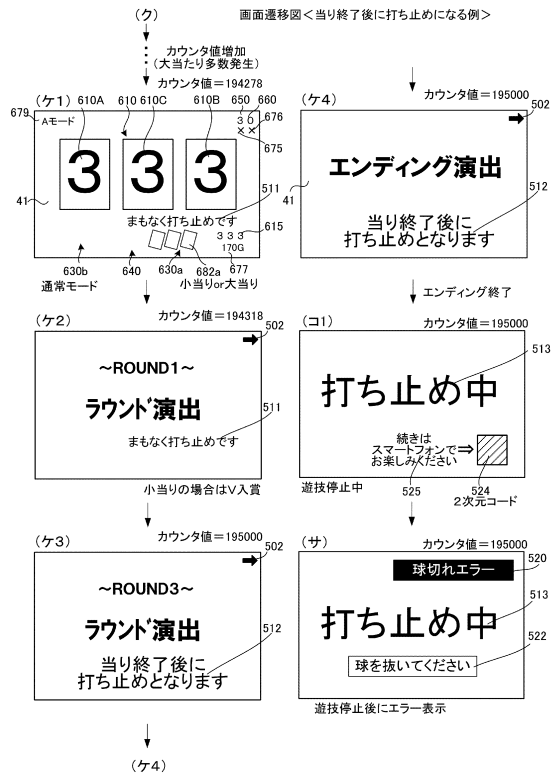 画面遷移図＜当り終了後に打ち止めになる例＞
(ク)
カウンタ値増加
(大当たり多数発生)
カウンタ値＝194278
(ケ1)
610A
610
610C
610B
650
660
679
Aモード
3 0
××
676
675
3
3
3
41
511
まもなく打ち止めです
3 3 3
615
170G
630b
640
630a
682a
677
通常モード
小当りor大当り
(ケ2)
カウンタ値＝194318
502
～ROUND1～
ラウンド演出
511
まもなく打ち止めです
小当りの場合はV入賞
(ケ3)
カウンタ値＝195000
502
～ROUND3～
ラウンド演出
512
当り終了後に
打ち止めとなります
(ケ4)
(ケ4)
カウンタ値＝195000
502
エンディング演出
41
512
当り終了後に
打ち止めとなります
エンディング終了
(コ1)
カウンタ値＝195000
513
打ち止め中
続きは
スマートフォンで⇒
お楽しみください
遊技停止中
525
524
2次元コード
(サ)
カウンタ値＝195000
520
球切れエラー
打ち止め中
513
522
球を抜いてください
遊技停止後にエラー表示